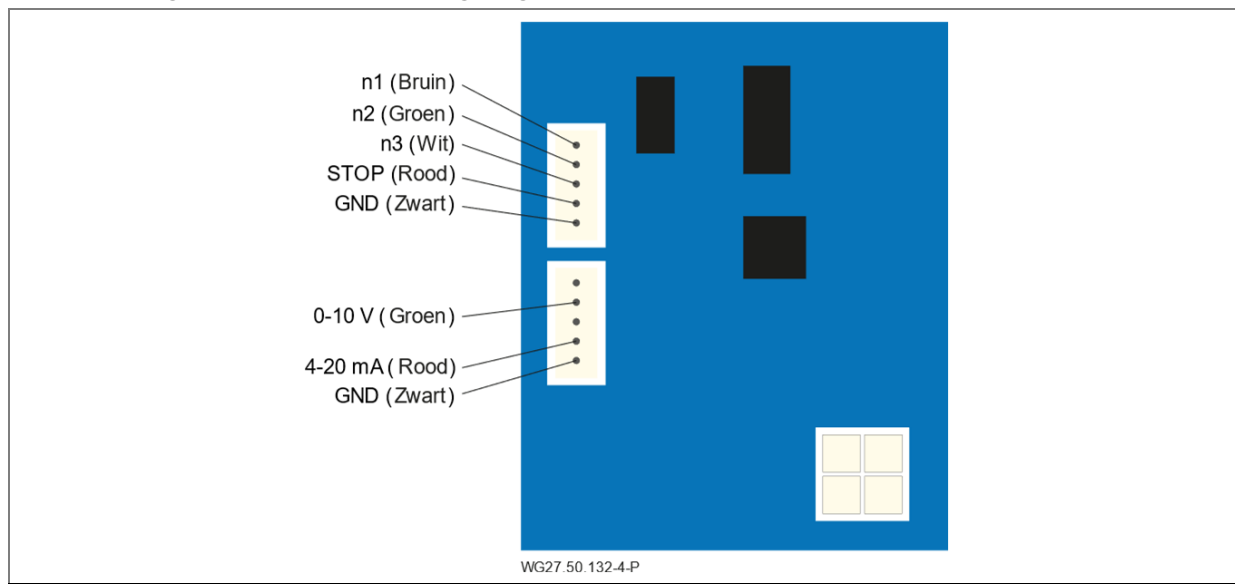 n1 (Bruin)
n2 (Groen)
n3 (Wit)
STOP (Rood)
GND (Zwart)
0-10 V (Groen)
4-20 mA (Rood)
GND (Zwart)
WG27.50.132-4-P